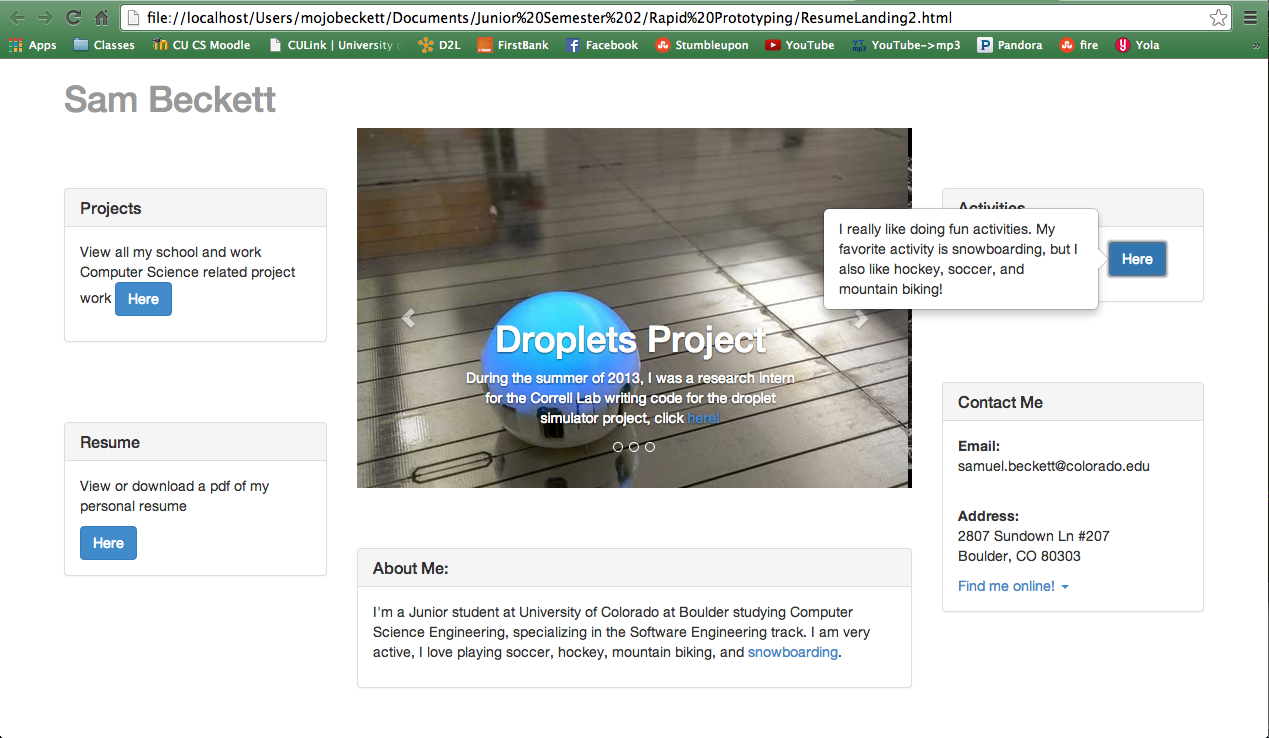 file://localhost/Users/mojobeckett/Documents/Junior%20Semester%202/Rapid%20Prototyping/ResumeLanding2.html
Apps Classes CU CS Moodle CULink | University D2L FirstBank Facebook Stumbleupon YouTube YouTube->mp3 Pandora fire Yola »
Sam Beckett
Projects
View all my school and work
Computer Science related project
work Here
Resume
View or download a pdf of my
personal resume
Here
Droplets Project
During the summer of 2013, I was a research intern
for the Correll Lab writing code for the droplet
simulator project, click here!
About Me:
I'm a Junior student at University of Colorado at Boulder studying Computer
Science Engineering, specializing in the Software Engineering track. I am very
active, I love playing soccer, hockey, mountain biking, and snowboarding.
Activities
I really like doing fun activities. My
favorite activity is snowboarding, but I
also like hockey, soccer, and
mountain biking!
Here
Contact Me
Email:
samuel.beckett@colorado.edu
Address:
2807 Sundown Ln #207
Boulder, CO 80303
Find me online!